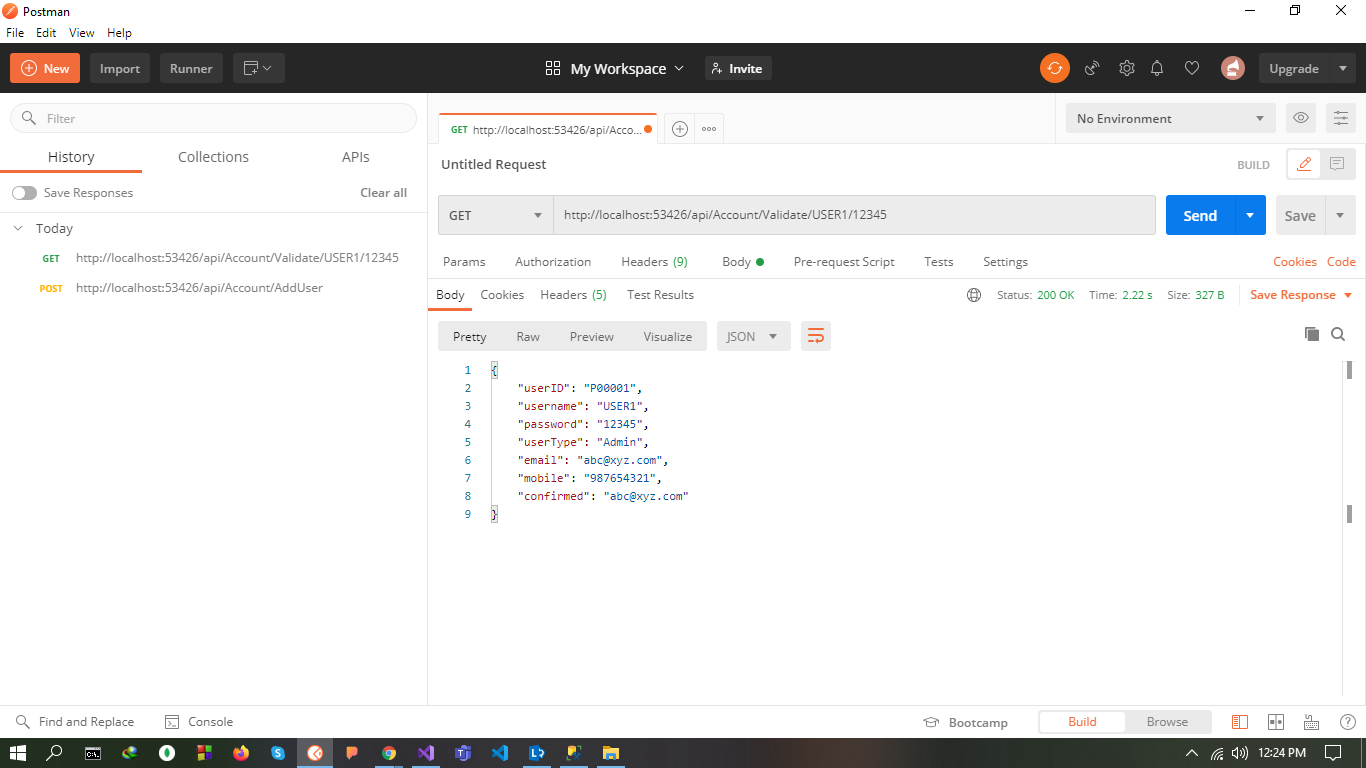 Postman
File Edit View Help
New Import Runner My Workspace Invite Upgrade
Filter
History Collections APIs
Save Responses Clear all
Today
GET http://localhost:53426/api/Account/Validate/USER1/12345
POST http://localhost:53426/api/Account/AddUser
GET http://localhost:53426/api/Acco...
No Environment
Untitled Request BUILD
GET http://localhost:53426/api/Account/Validate/USER1/12345 Send Save
Params Authorization Headers (9) Body Pre-request Script Tests Settings Cookies Code
Body Cookies Headers (5) Test Results Status: 200 OK Time: 2.22 s Size: 327 B Save Response
Pretty Raw Preview Visualize JSON
1 {
2 "userID": "P00001",
3 "username": "USER1",
4 "password": "12345",
5 "userType": "Admin",
6 "email": "abc@xyz.com",
7 "mobile": "987654321",
8 "confirmed": "abc@xyz.com"
9 }
Find and Replace Console Bootcamp Build Browse
12:24 PM